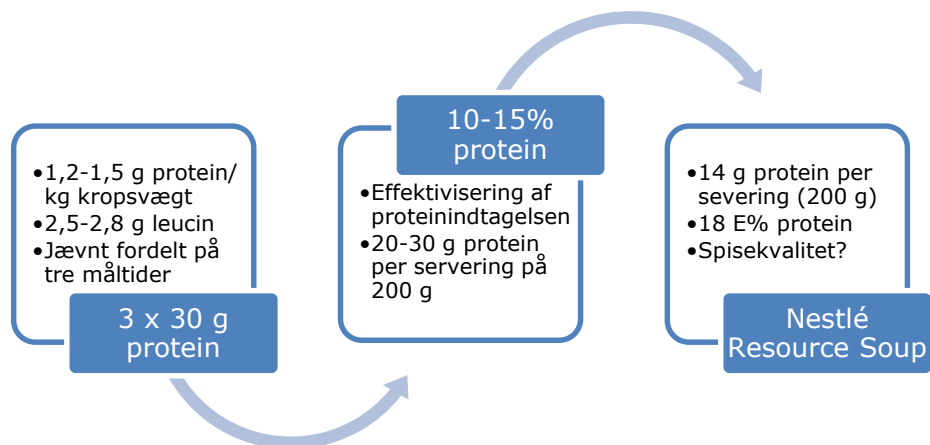 •1,2-1,5 g protein/
kg kropsvægt
•2,5-2,8 g leucin
•Jævnt fordelt på
tre måltider
3 x 30 g
protein
10-15%
protein
•Effektivisering af
proteinindtagelsen
•20-30 g protein
per servering på
200 g
•14 g protein per
severing (200 g)
•18 E% protein
•Spisekvalitet?
Nestlé
Resource Soup